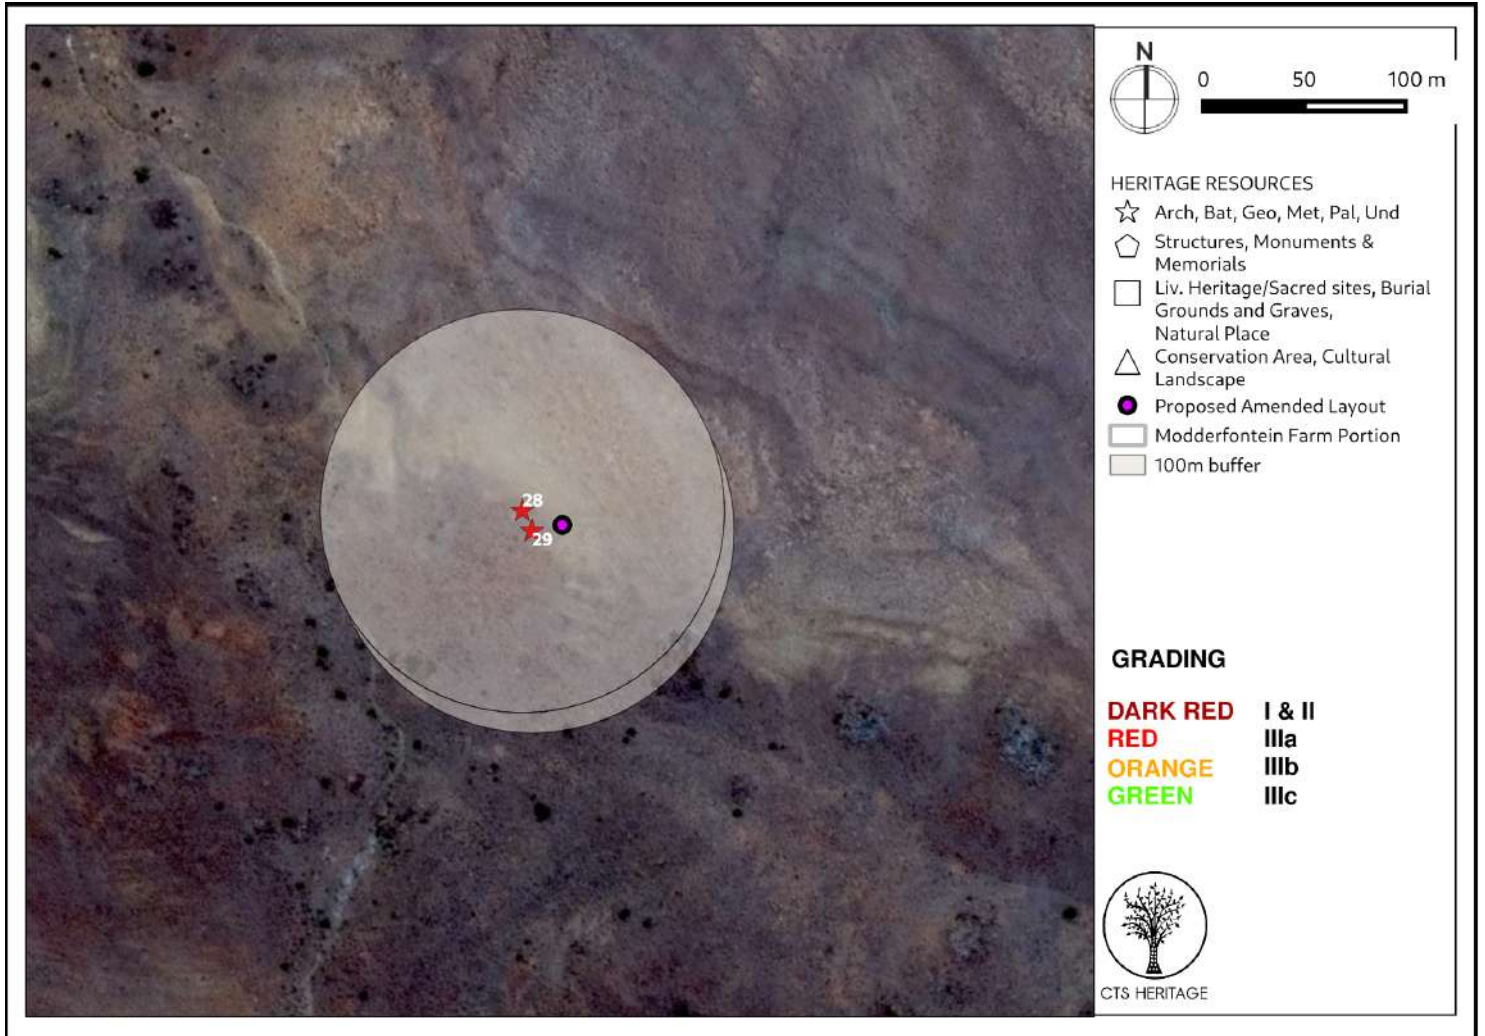 28
29
N
0 50 100 m
HERITAGE RESOURCES
Arch, Bat, Geo, Met, Pal, Und
Structures, Monuments &
Memorials
Liv. Heritage/Sacred sites, Burial
Grounds and Graves,
Natural Place
Conservation Area, Cultural
Landscape
Proposed Amended Layout
Modderfontein Farm Portion
100m buffer
GRADING
DARK RED I & II
RED IIIa
ORANGE IIIb
GREEN IIIc
CTS HERITAGE